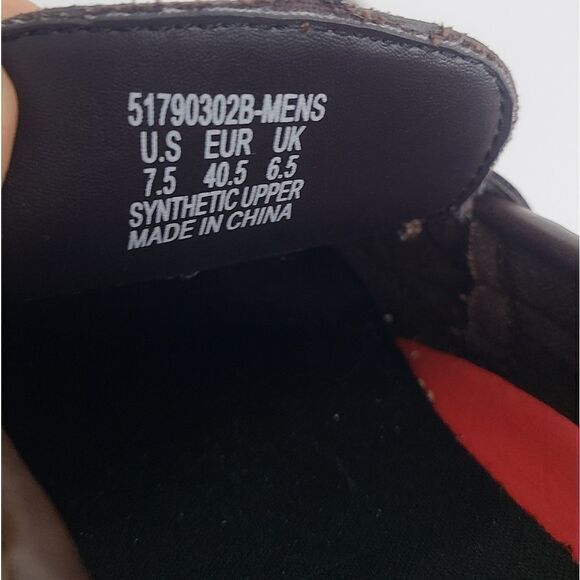 51790302B-MENS
U.S EUR UK
7.5 40.5 6.5
SYNTHETIC UPPER
MADE IN CHINA